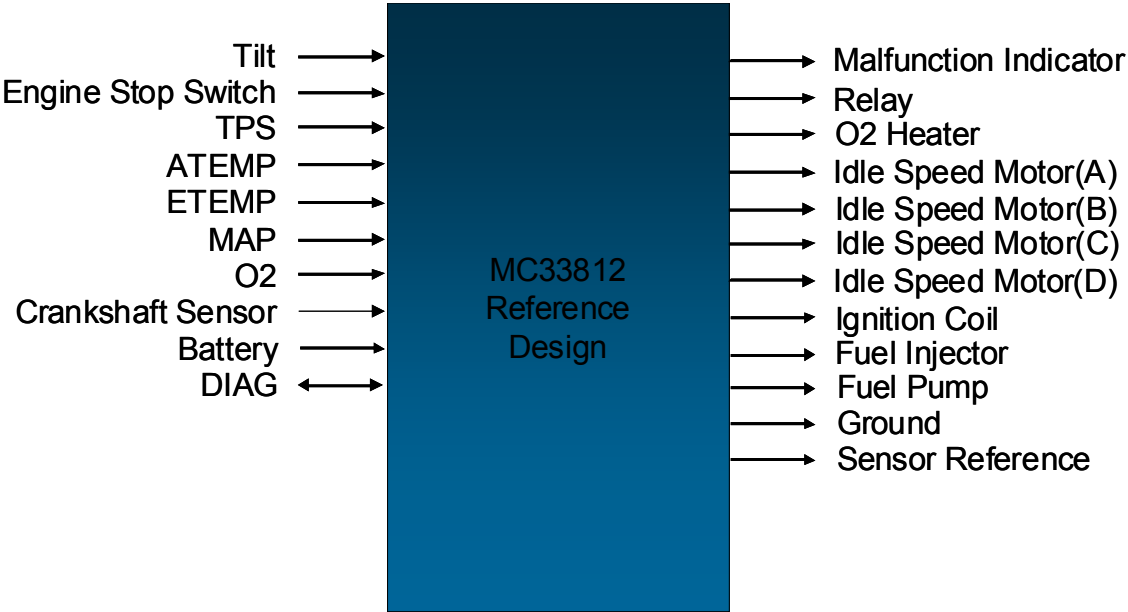 Tilt
Engine Stop Switch
TPS
ATEMP
ETEMP
MAP
O2
Crankshaft Sensor
Battery
DIAG
MC33812
Reference
Design
Malfunction Indicator
Relay
O2 Heater
Idle Speed Motor(A)
Idle Speed Motor(B)
Idle Speed Motor(C)
Idle Speed Motor(D)
Ignition Coil
Fuel Injector
Fuel Pump
Ground
Sensor Reference